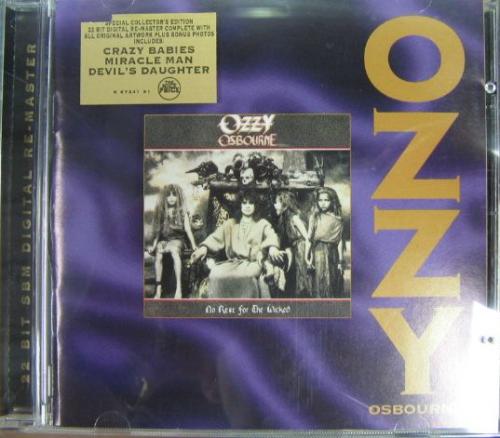 SPECIAL COLLECTOR'S EDITION
22 BIT DIGITAL RE-MASTER COMPLETE WITH
ALL ORIGINAL ARTWORK PLUS BONUS PHOTOS
INCLUDES:
CRAZY BABIES
MIRACLE MAN
DEVIL'S DAUGHTER
OZZY
OSBOURNE
No Rest for The Wicked
OZZY
OSBOURN
22 BIT SBM DIGITAL RE-MASTER